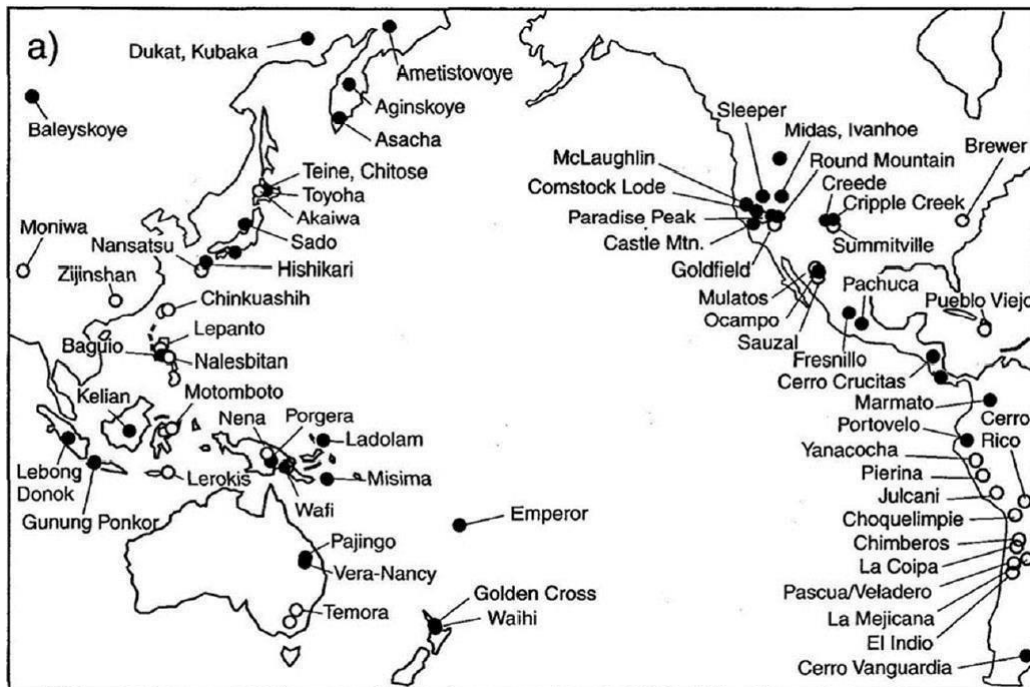 a)
Dukat, Kubaka
Ametistovoye
Aginskoye
Baleyskoye
Asacha
Teine, Chitose
Toyoha
Akaiwa
Sado
Moniwa
Nansatsu
Hishikari
Zijinshan
Chinkuashih
Lepanto
Baguio
Nalesbitan
Kelian
Motomboto
Nena
Porgera
Ladolam
Lebong
Donok
Lerokis
Misima
Wafi
Gunung Ponkor
Emperor
Pajingo
Vera-Nancy
Temora
Golden Cross
Waihi
Sleeper
Midas, Ivanhoe
McLaughlin
Round Mountain
Brewer
Comstock Lode
Creede
Cripple Creek
Paradise Peak
Castle Mtn.
Summitville
Goldfield
Mulatos
Pachuca
Ocampo
Pueblo Viejo
Sauzal
Fresnillo
Cerro Crucitas
Marmato
Cerro
Rico
Portovelo
Yanacocha
Pierina
Julcani
Choquelimpie
Chimberos
La Coipa
Pascua/Veladero
La Mejicana
El Indio
Cerro Vanguardia